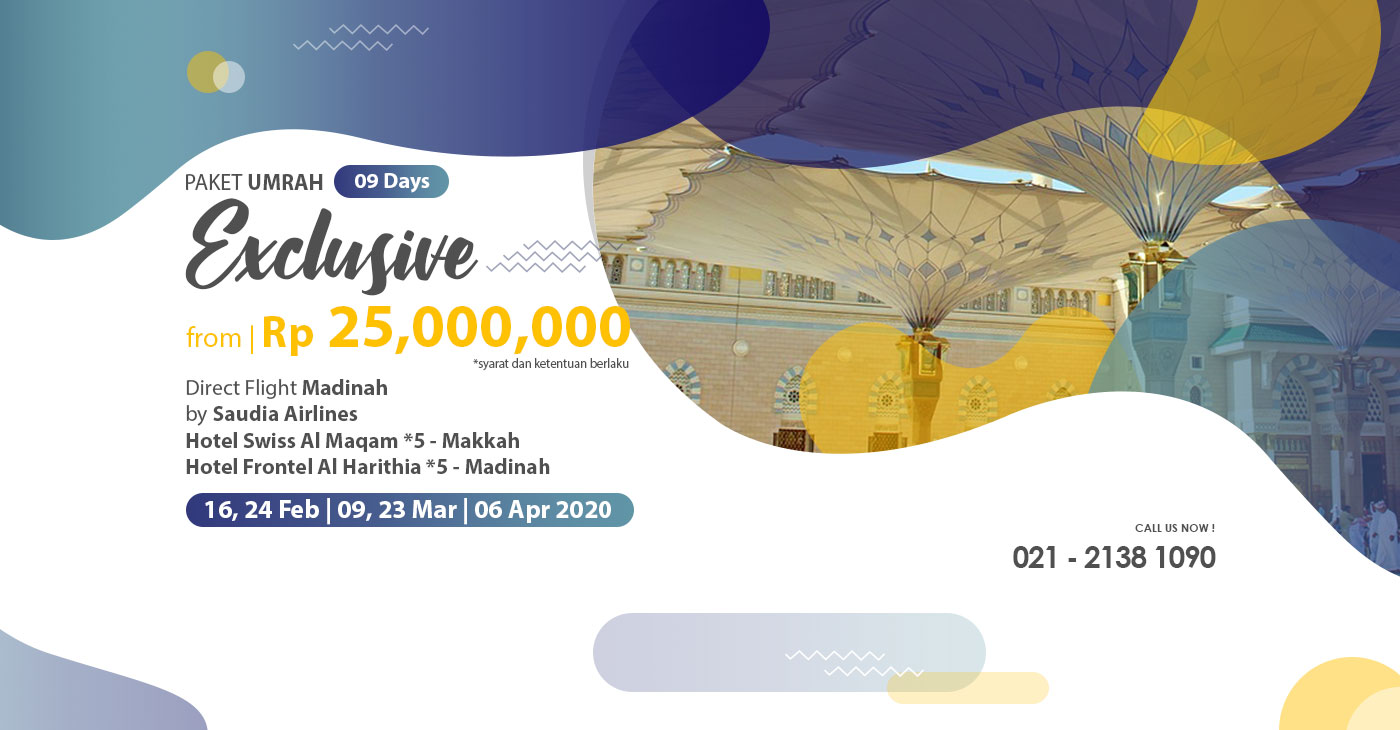 PAKET UMRAH 09 Days
Exclusive
from | Rp 25,000,000
*syarat dan ketentuan berlaku
Direct Flight Madinah
by Saudia Airlines
Hotel Swiss Al Maqam *5 - Makkah
Hotel Frontel Al Harithia *5 - Madinah
16, 24 Feb | 09, 23 Mar | 06 Apr 2020
CALL US NOW !
021 - 2138 1090